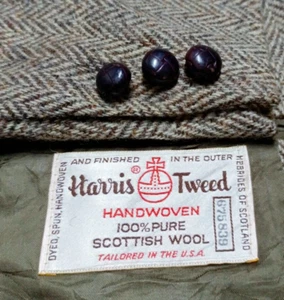 AND FINISHED IN THE OUTER
HEBRIDES OF SCOTLAND
DYED, SPUN, HANDWOVEN
Harris Tweed
®
HANDWOVEN
100% PURE
SCOTTISH WOOL
TAILORED IN THE U.S.A.
675839